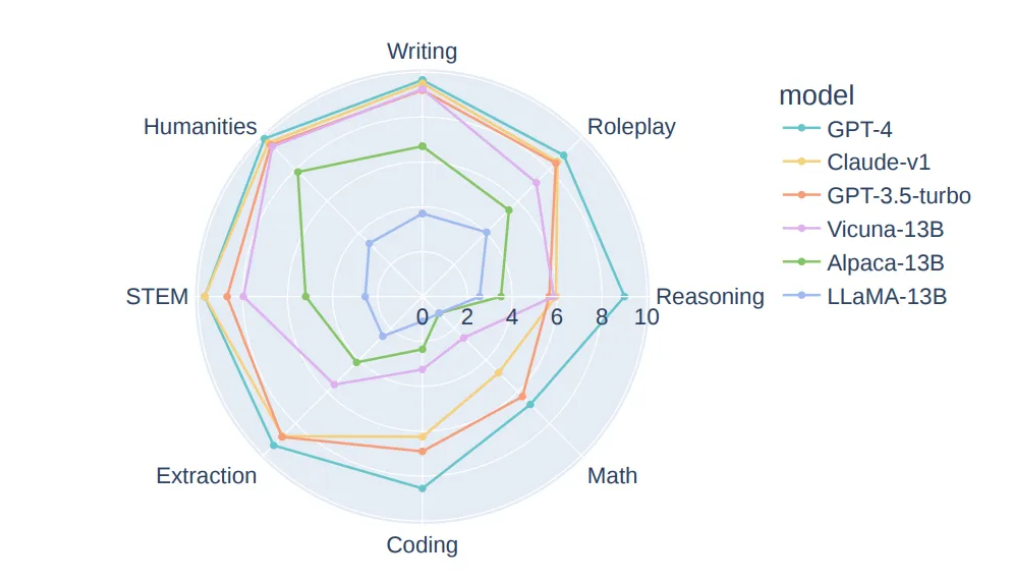 Writing
Humanities
Roleplay
STEM
0 2 4 6 8 10
Reasoning
Extraction
Math
Coding
model
GPT-4
Claude-v1
GPT-3.5-turbo
Vicuna-13B
Alpaca-13B
LLaMA-13B